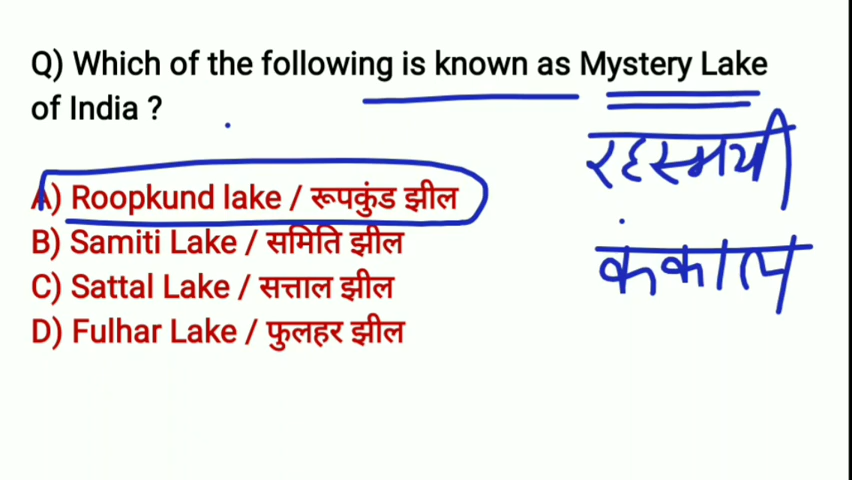 Q) Which of the following is known as Mystery Lake
of India ?
रहस्मयी
A) Roopkund lake / रूपकुंड झील
B) Samiti Lake / समिति झील
कंकाल
C) Sattal Lake / सत्ताल झील
D) Fulhar Lake / फुलहर झील